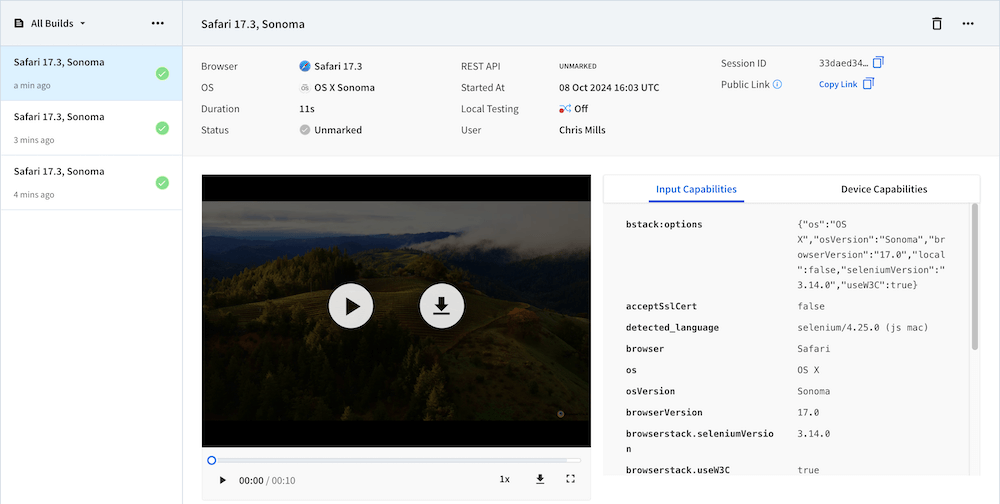 All Builds
•••
Safari 17.3, Sonoma
•••
Safari 17.3, Sonoma
a min ago
Safari 17.3, Sonoma
3 mins ago
Safari 17.3, Sonoma
4 mins ago
Browser
Safari 17.3
OS
OS X Sonoma
Duration
11s
Status
Unmarked
REST API
UNMARKED
Started At
08 Oct 2024 16:03 UTC
Local Testing
Off
User
Chris Mills
Session ID
33daed34...
Public Link
Copy Link
00:00 / 00:10
1x
Input Capabilities
Device Capabilities
bstack:options
{"os":"OS
X","osVersion":"Sonoma","br
owserVersion":"17.0","local
":false,"seleniumVersion":"
3.14.0","useW3C":true}
acceptSslCert
false
detected_language
selenium/4.25.0 (js mac)
browser
Safari
os
OS X
osVersion
Sonoma
browserVersion
17.0
browserstack.seleniumVersio
n
3.14.0
browserstack.useW3C
true